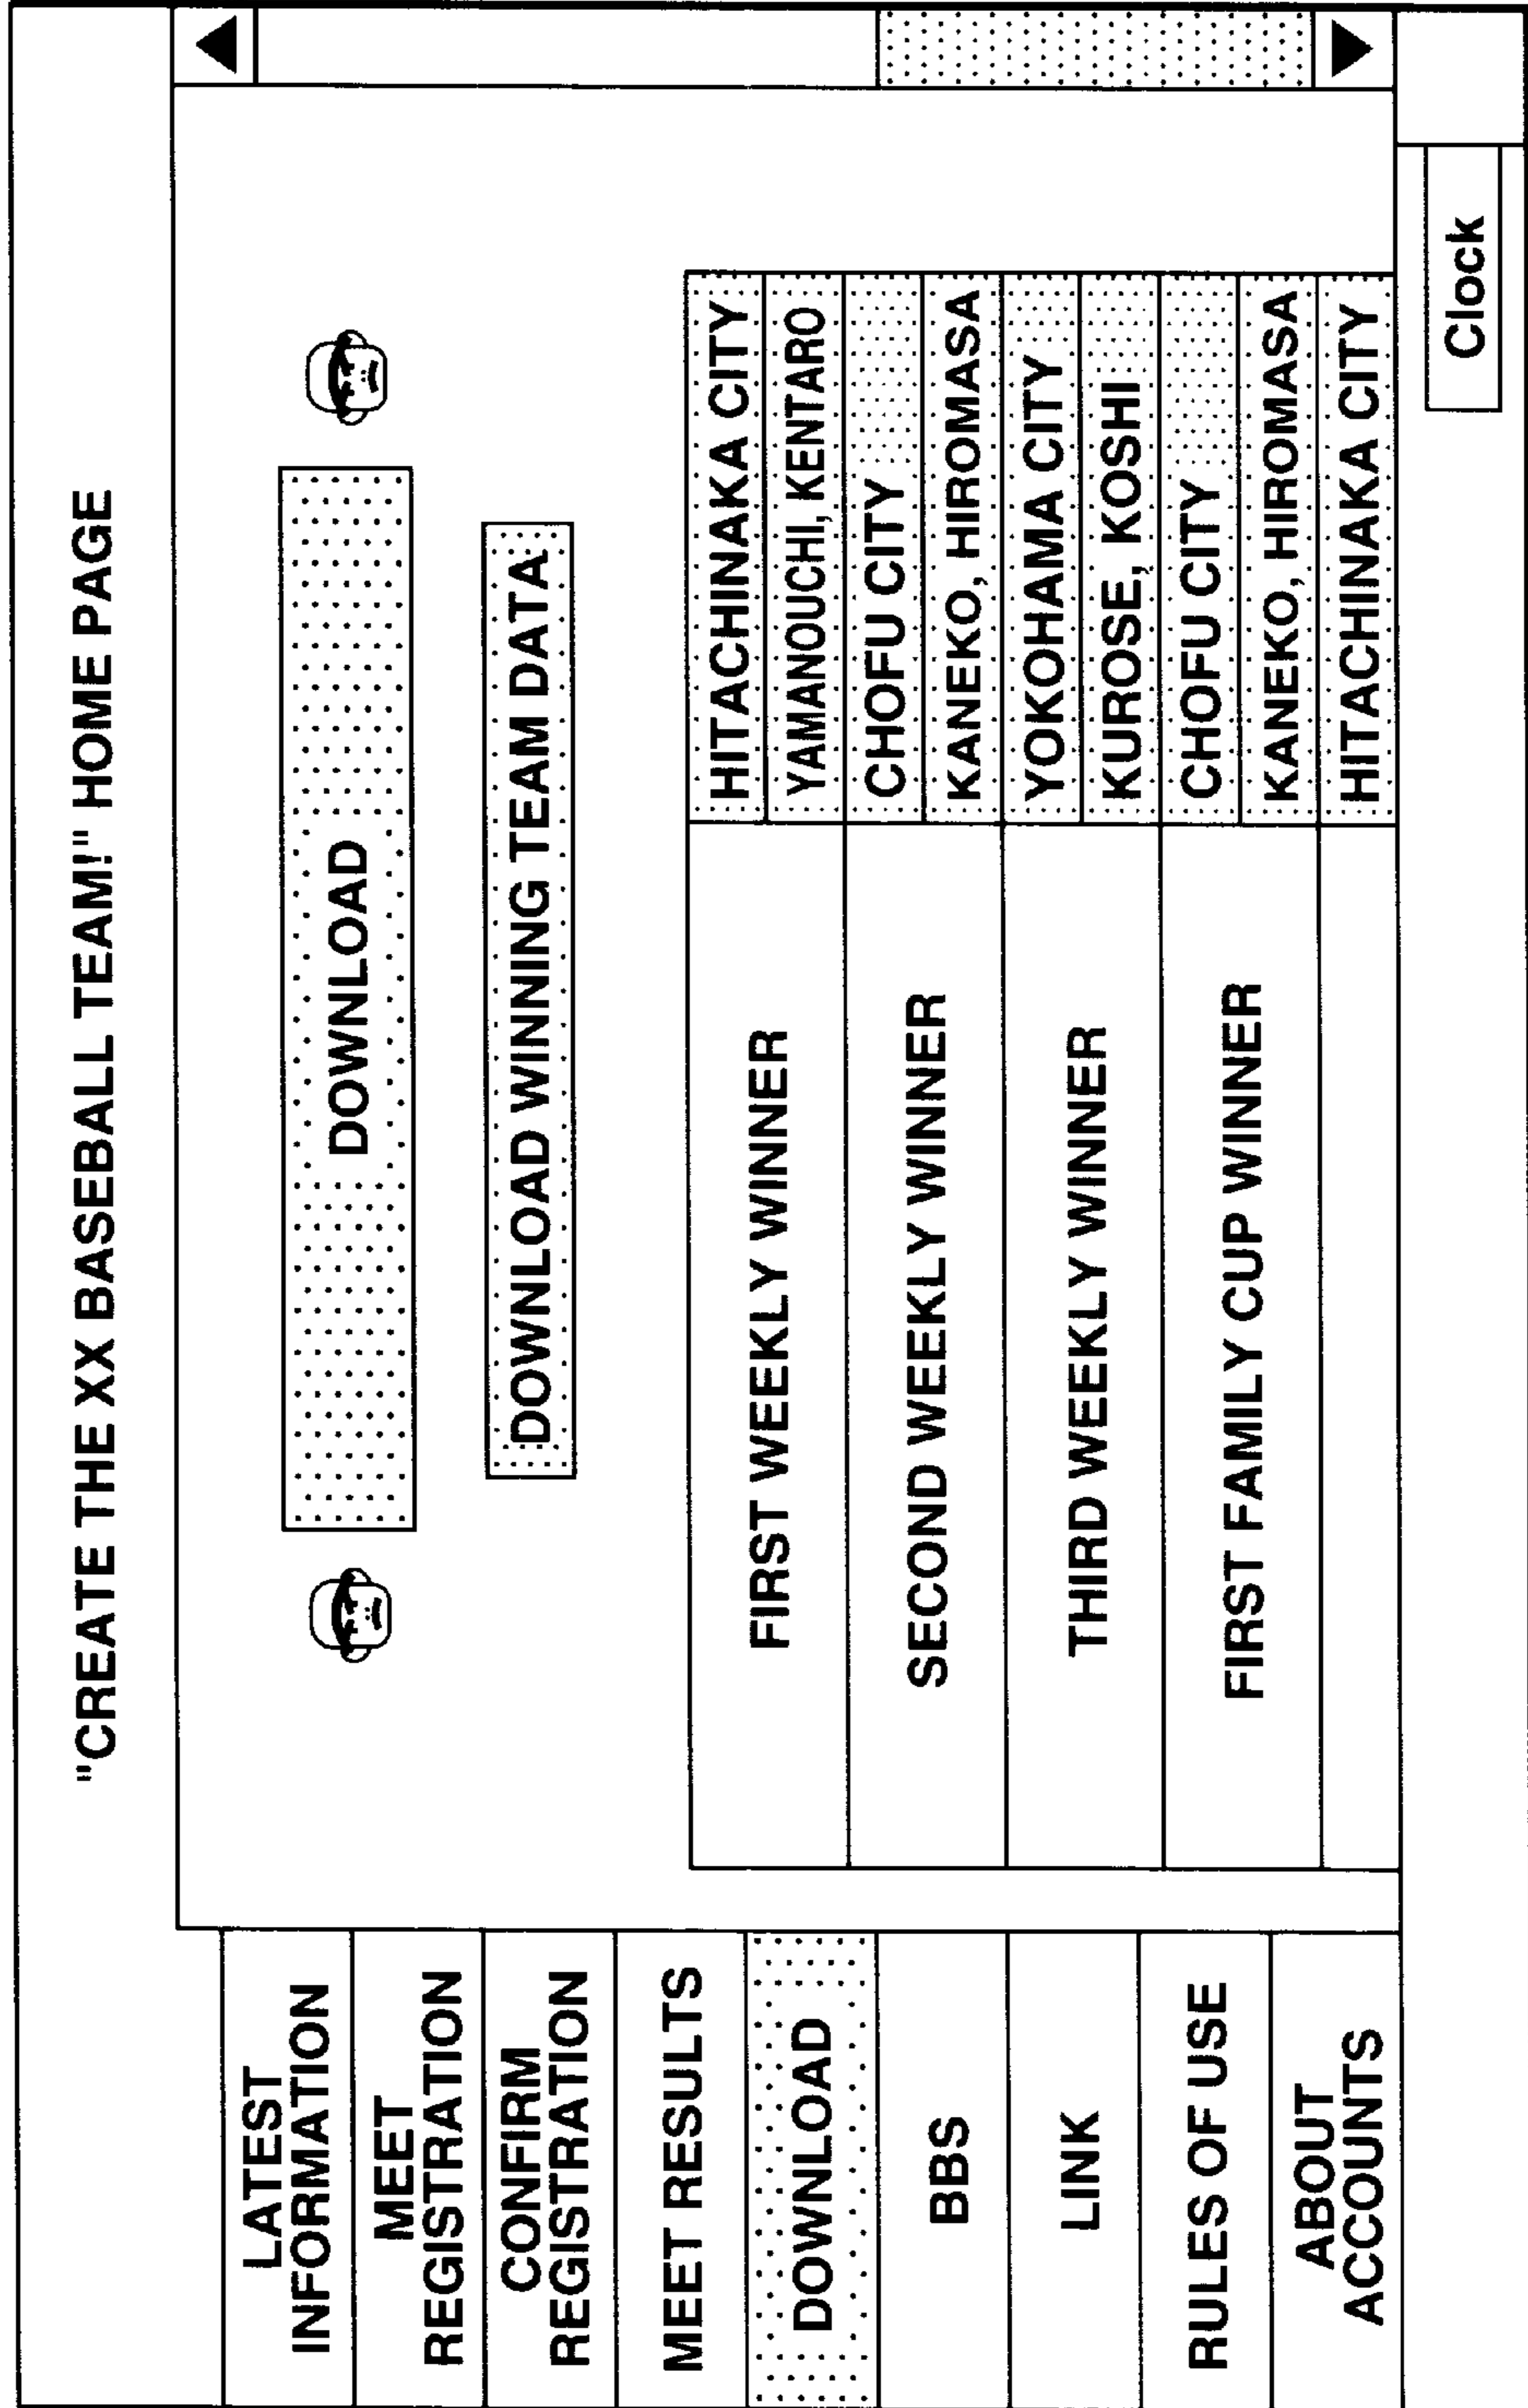 "CREATE THE XX BASEBALL TEAM!" HOME PAGE
LATEST
INFORMATION
MEET
REGISTRATION
CONFIRM
REGISTRATION
MEET RESULTS
DOWNLOAD
BBS
LINK
RULES OF USE
ABOUT
ACCOUNTS
DOWNLOAD
DOWNLOAD WINNING TEAM DATA
FIRST WEEKLY WINNER
HITACHINAKA CITY
YAMANOUCHI, KENTARO
SECOND WEEKLY WINNER
CHOFU CITY
KANEKO, HIROMASA
THIRD WEEKLY WINNER
YOKOHAMA CITY
KUROSE, KOSHI
FIRST FAMILY CUP WINNER
CHOFU CITY
KANEKO, HIROMASA
HITACHINAKA CITY
Clock